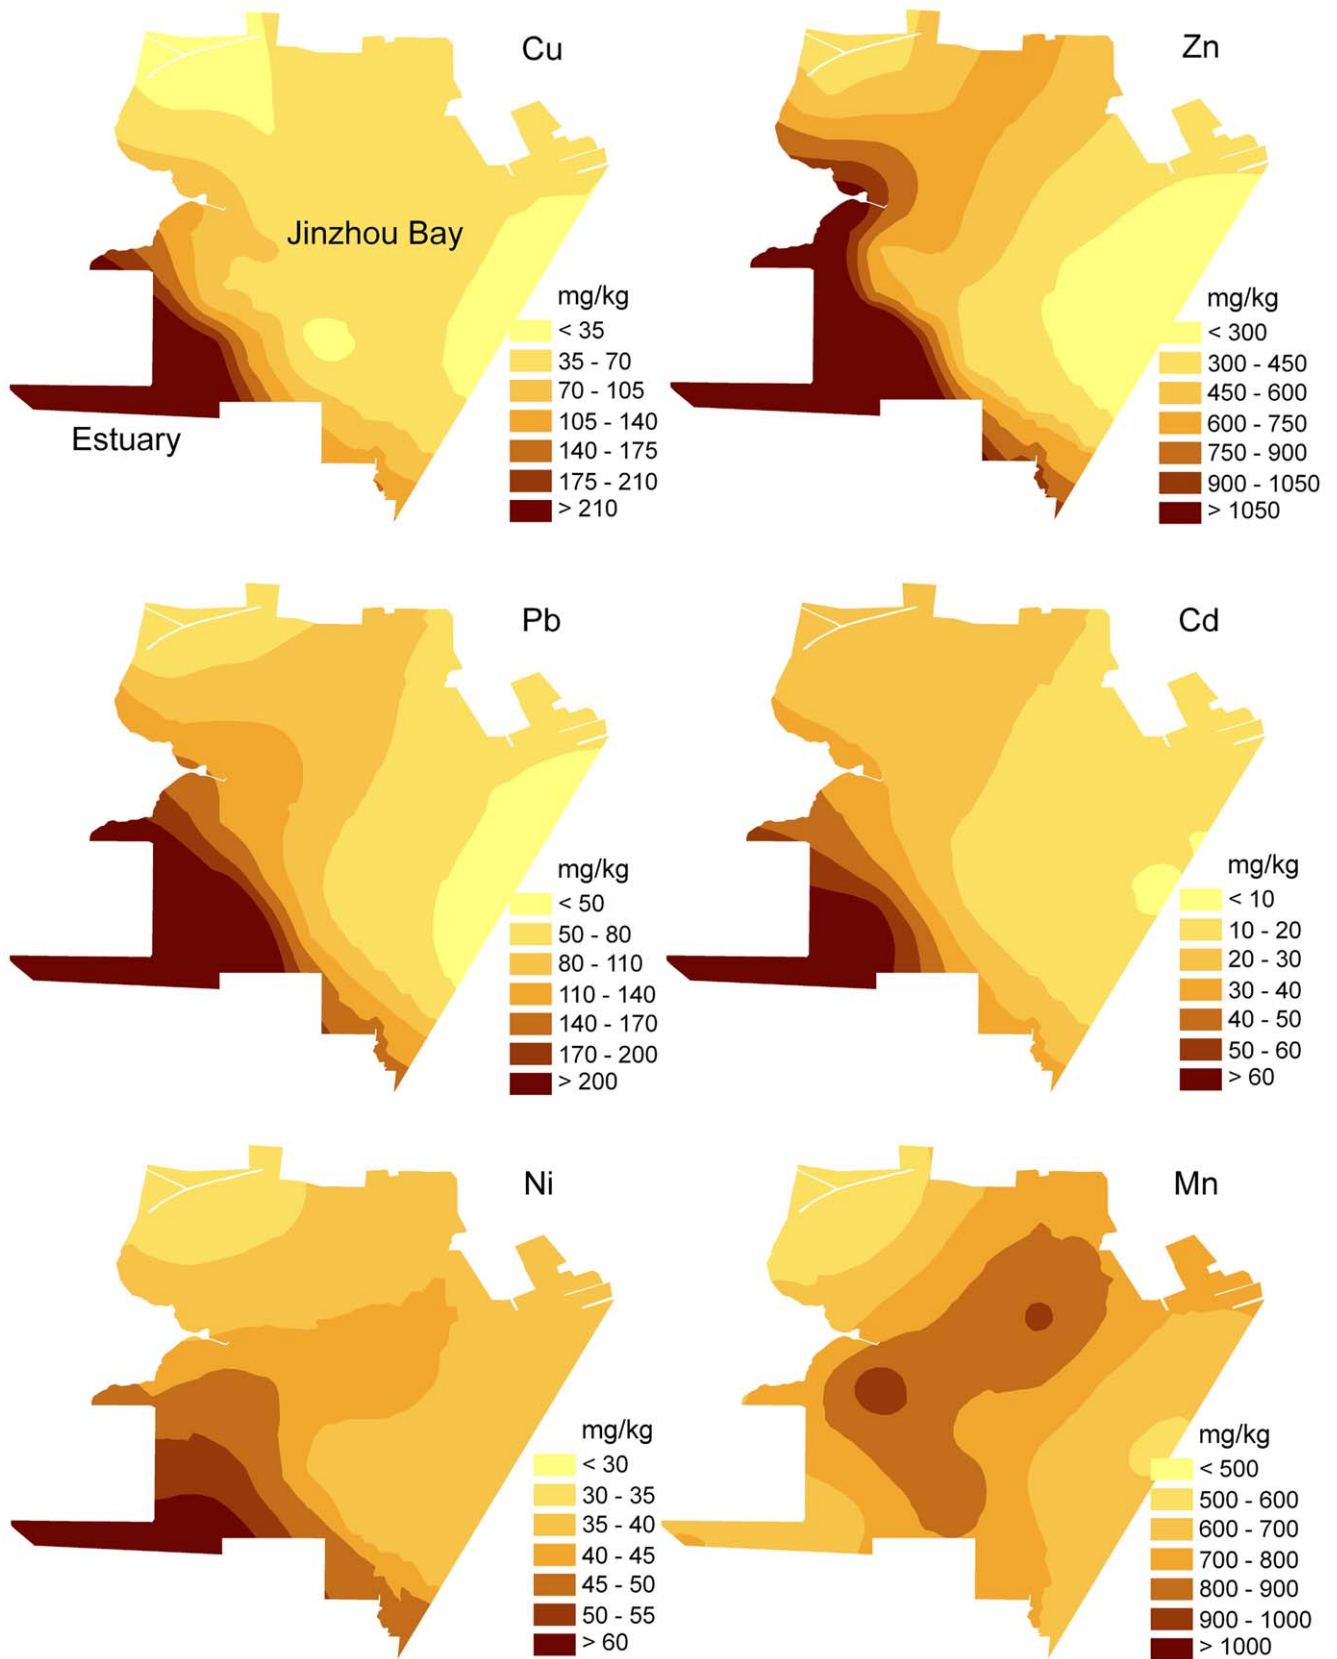 Cu
Jinzhou Bay
Estuary
mg/kg
< 35
35 - 70
70 - 105
105 - 140
140 - 175
175 - 210
> 210
Zn
mg/kg
< 300
300 - 450
450 - 600
600 - 750
750 - 900
900 - 1050
> 1050
Pb
mg/kg
< 50
50 - 80
80 - 110
110 - 140
140 - 170
170 - 200
> 200
Cd
mg/kg
< 10
10 - 20
20 - 30
30 - 40
40 - 50
50 - 60
> 60
Ni
mg/kg
< 30
30 - 35
35 - 40
40 - 45
45 - 50
50 - 55
> 60
Mn
mg/kg
< 500
500 - 600
600 - 700
700 - 800
800 - 900
900 - 1000
> 1000